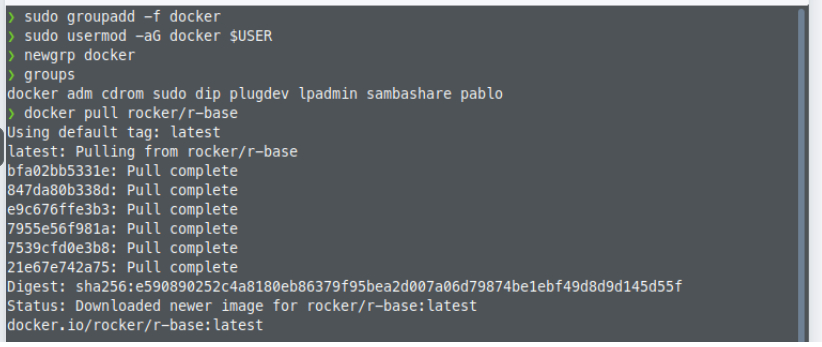 ❯ sudo groupadd -f docker
❯ sudo usermod -aG docker $USER
❯ newgrp docker
❯ groups
docker adm cdrom sudo dip plugdev lpadmin sambashare pablo
❯ docker pull rocker/r-base
Using default tag: latest
latest: Pulling from rocker/r-base
bfa02bb5331e: Pull complete
847da80b338d: Pull complete
e9c676ffe3b3: Pull complete
7955e56f981a: Pull complete
7539cfd0e3b8: Pull complete
21e67e742a75: Pull complete
Digest: sha256:e590890252c4a8180eb86379f95bea2d007a06d79874be1ebf49d8d9d145d55f
Status: Downloaded newer image for rocker/r-base:latest
docker.io/rocker/r-base:latest